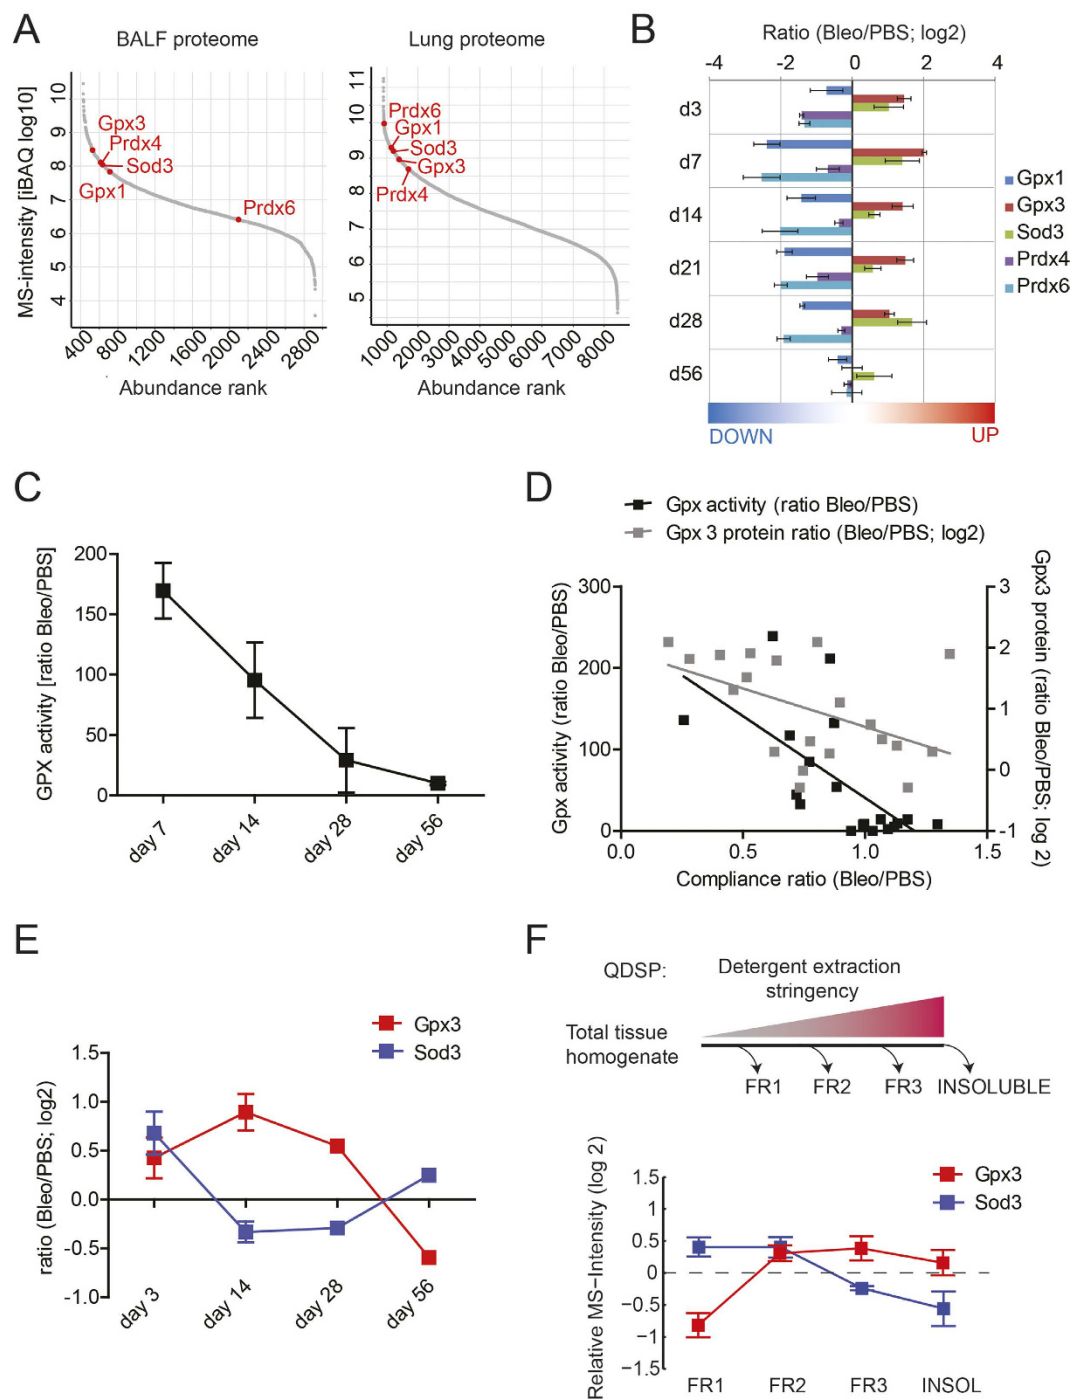 A
BALF proteome
Lung proteome
MS-intensity [iBAQ log10]
10
9
8
7
6
5
4
Gpx3
Prdx4
Sod3
Gpx1
Prdx6
400
800
1200
1600
2000
2400
2800
Abundance rank
11
10
9
8
7
6
5
Prdx6
Gpx1
Sod3
Gpx3
Prdx4
1000
2000
3000
4000
5000
6000
7000
8000
Abundance rank
B
Ratio (Bleo/PBS; log2)
-4 -2 0 2 4
d3
d7
d14
d21
d28
d56
Gpx1
Gpx3
Sod3
Prdx4
Prdx6
DOWN
UP
C
GPX activity [ratio Bleo/PBS]
200
150
100
50
0
day 7
day 14
day 28
day 56
D
Gpx activity (ratio Bleo/PBS)
Gpx 3 protein ratio (Bleo/PBS; log2)
Gpx activity (ratio Bleo/PBS)
300
200
100
0
3
2
1
0
-1
Gpx3 protein (ratio Bleo/PBS; log 2)
0.0 0.5 1.0 1.5
Compliance ratio (Bleo/PBS)
E
Gpx3
Sod3
ratio (Bleo/PBS; log2)
1.5
1.0
0.5
0.0
-0.5
-1.0
day 3
day 14
day 28
day 56
F
QDSP:
Detergent extraction
stringency
Total tissue
homogenate
FR1 FR2 FR3 INSOLUBLE
Gpx3
Sod3
Relative MS-Intensity (log 2)
1.5
1
0.5
0
-0.5
-1
-1.5
FR1 FR2 FR3 INSOL